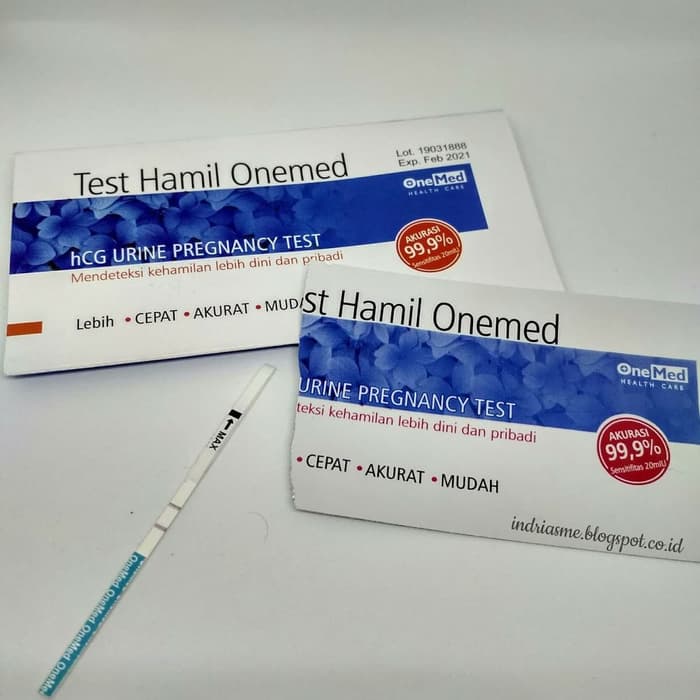 Test Hamil Onemed
Lot. 19031888
Exp. Feb 2021
OneMed
HEALTH CARE
hCG URINE PREGNANCY TEST
Mendeteksi kehamilan lebih dini dan pribadi
AKURASI
99,9%
Sensitifitas 20mIU
Lebih • CEPAT • AKURAT • MUDA
st Hamil Onemed
OneMed
HEALTH CARE
URINE PREGNANCY TEST
teksi kehamilan lebih dini dan pribadi
AKURASI
99,9%
Sensitifitas 20mIU
• CEPAT • AKURAT • MUDAH
indriasme.blogspot.co.id
MAX
OneMed OneMed OneMed OneMe